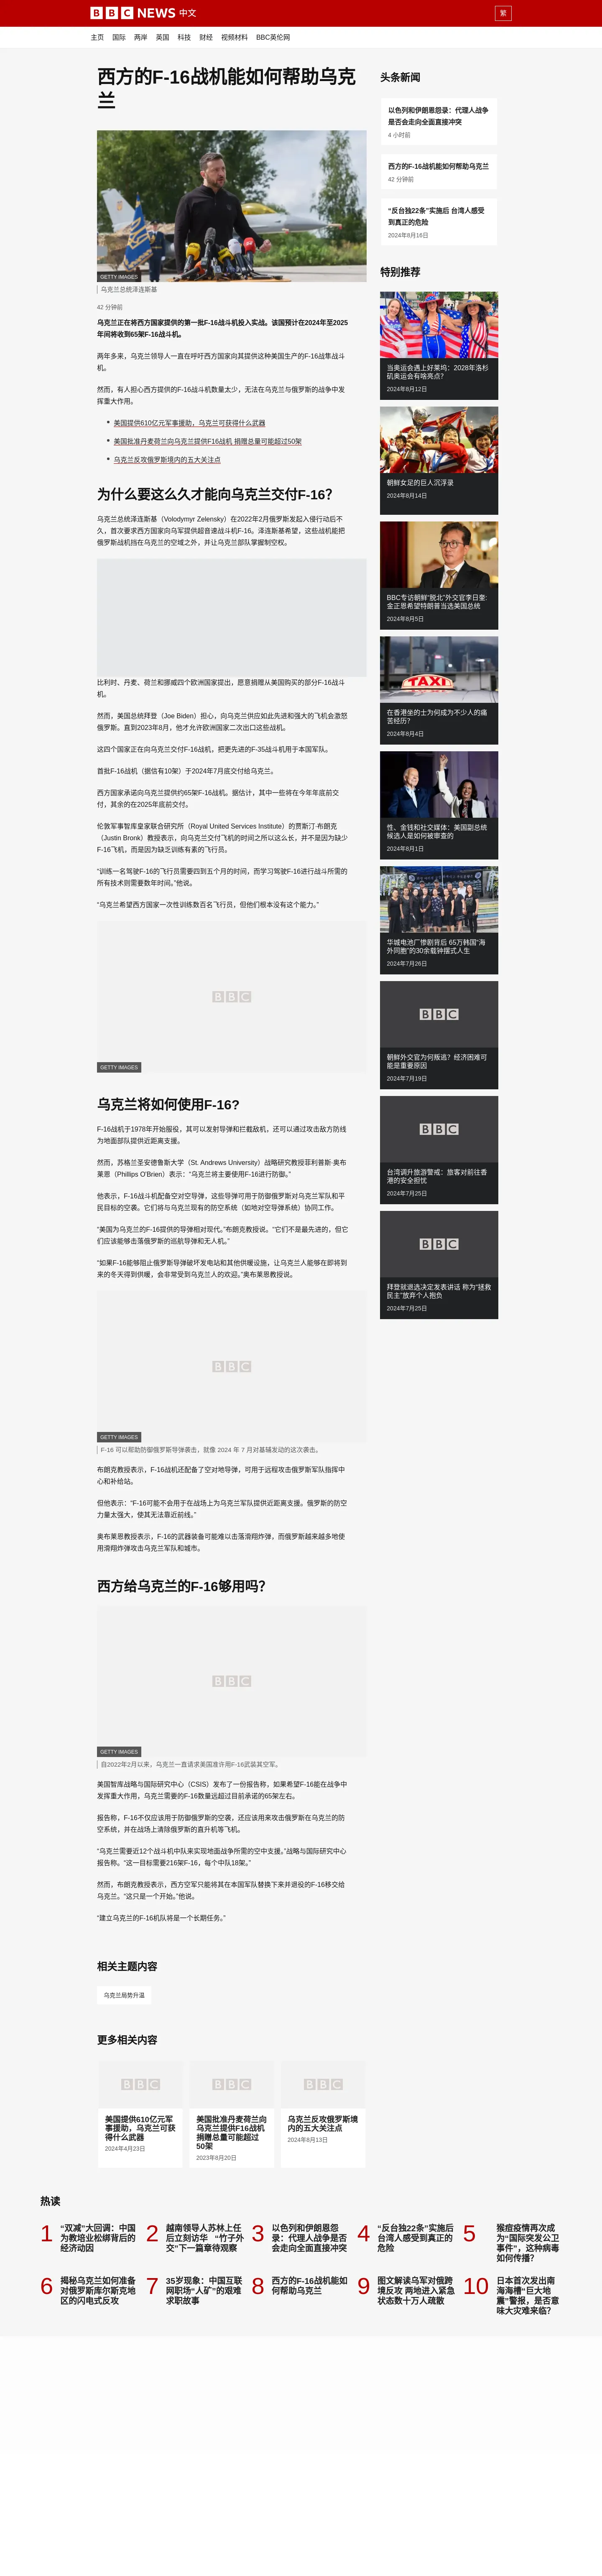 BBC NEWS 中文
繁
主页 国际 两岸 英国 科技 财经 视频材料 BBC英伦网
西方的F-16战机能如何帮助乌克
兰
GETTY IMAGES
乌克兰总统泽连斯基
42 分钟前
乌克兰正在将西方国家提供的第一批F-16战斗机投入实战。该国预计在2024年至2025
年间将收到65架F-16战斗机。
两年多来，乌克兰领导人一直在呼吁西方国家向其提供这种美国生产的F-16战隼战斗
机。
然而，有人担心西方提供的F-16战斗机数量太少，无法在乌克兰与俄罗斯的战争中发
挥重大作用。
美国提供610亿元军事援助，乌克兰可获得什么武器
美国批准丹麦荷兰向乌克兰提供F16战机 捐赠总量可能超过50架
乌克兰反攻俄罗斯境内的五大关注点
为什么要这么久才能向乌克兰交付F-16？
乌克兰总统泽连斯基（Volodymyr Zelensky）在2022年2月俄罗斯发起入侵行动后不
久，首次要求西方国家向乌军提供超音速战斗机F-16。泽连斯基希望，这些战机能把
俄罗斯战机挡在乌克兰的空域之外，并让乌克兰部队掌握制空权。
比利时、丹麦、荷兰和挪威四个欧洲国家提出，愿意捐赠从美国购买的部分F-16战斗
机。
然而，美国总统拜登（Joe Biden）担心，向乌克兰供应如此先进和强大的飞机会激怒
俄罗斯。直到2023年8月，他才允许欧洲国家二次出口这些战机。
这四个国家正在向乌克兰交付F-16战机，把更先进的F-35战斗机用于本国军队。
首批F-16战机（据信有10架）于2024年7月底交付给乌克兰。
西方国家承诺向乌克兰提供约65架F-16战机。据估计，其中一些将在今年年底前交
付，其余的在2025年底前交付。
伦敦军事智库皇家联合研究所（Royal United Services Institute）的贾斯汀·布朗克
（Justin Bronk）教授表示，向乌克兰交付飞机的时间之所以这么长，并不是因为缺少
F-16飞机，而是因为缺乏训练有素的飞行员。
“训练一名驾驶F-16的飞行员需要四到五个月的时间，而学习驾驶F-16进行战斗所需的
所有技术则需要数年时间。”他说。
“乌克兰希望西方国家一次性训练数百名飞行员，但他们根本没有这个能力。”
BBC
GETTY IMAGES
乌克兰将如何使用F-16？
F-16战机于1978年开始服役，其可以发射导弹和拦截敌机，还可以通过攻击敌方防线
为地面部队提供近距离支援。
然而，苏格兰圣安德鲁斯大学（St. Andrews University）战略研究教授菲利普斯·奥布
莱恩（Phillips O'Brien）表示：“乌克兰将主要使用F-16进行防御。”
他表示，F-16战斗机配备空对空导弹，这些导弹可用于防御俄罗斯对乌克兰军队和平
民目标的空袭。它们将与乌克兰现有的防空系统（如地对空导弹系统）协同工作。
“美国为乌克兰的F-16提供的导弹相对现代。”布朗克教授说。“它们不是最先进的，但它
们应该能够击落俄罗斯的巡航导弹和无人机。”
“如果F-16能够阻止俄罗斯导弹破坏发电站和其他供暖设施，让乌克兰人能够在即将到
来的冬天得到供暖，会非常受到乌克兰人的欢迎。”奥布莱恩教授说。
BBC
GETTY IMAGES
F-16 可以帮助防御俄罗斯导弹袭击，就像 2024 年 7 月对基辅发动的这次袭击。
布朗克教授表示，F-16战机还配备了空对地导弹，可用于远程攻击俄罗斯军队指挥中
心和补给站。
但他表示：“F-16可能不会用于在战场上为乌克兰军队提供近距离支援。俄罗斯的防空
力量太强大，使其无法靠近前线。”
奥布莱恩教授表示，F-16的武器装备可能难以击落滑翔炸弹，而俄罗斯越来越多地使
用滑翔炸弹攻击乌克兰军队和城市。
西方给乌克兰的F-16够用吗？
BBC
GETTY IMAGES
自2022年2月以来，乌克兰一直请求美国准许用F-16武装其空军。
美国智库战略与国际研究中心（CSIS）发布了一份报告称，如果希望F-16能在战争中
发挥重大作用，乌克兰需要的F-16数量远超过目前承诺的65架左右。
报告称，F-16不仅应该用于防御俄罗斯的空袭，还应该用来攻击俄罗斯在乌克兰的防
空系统，并在战场上清除俄罗斯的直升机等飞机。
“乌克兰需要近12个战斗机中队来实现地面战争所需的空中支援。”战略与国际研究中心
报告称。“这一目标需要216架F-16，每个中队18架。”
然而，布朗克教授表示，西方空军只能将其在本国军队替换下来并退役的F-16移交给
乌克兰。“这只是一个开始。”他说。
“建立乌克兰的F-16机队将是一个长期任务。”
相关主题内容
乌克兰局势升温
更多相关内容
BBC
美国提供610亿元军
事援助，乌克兰可获
得什么武器
2024年4月23日
BBC
美国批准丹麦荷兰向
乌克兰提供F16战机
捐赠总量可能超过
50架
2023年8月20日
BBC
乌克兰反攻俄罗斯境
内的五大关注点
2024年8月13日
头条新闻
以色列和伊朗恩怨录：代理人战争
是否会走向全面直接冲突
4 小时前
西方的F-16战机能如何帮助乌克兰
42 分钟前
“反台独22条”实施后 台湾人感受
到真正的危险
2024年8月16日
特别推荐
当奥运会遇上好莱坞：2028年洛杉
矶奥运会有啥亮点？
2024年8月12日
朝鲜女足的巨人沉浮录
2024年8月14日
BBC专访朝鲜“脱北”外交官李日奎:
金正恩希望特朗普当选美国总统
2024年8月5日
TAXI
在香港坐的士为何成为不少人的痛
苦经历?
2024年8月4日
性、金钱和社交媒体：美国副总统
候选人是如何被审查的
2024年8月1日
华城电池厂惨剧背后 65万韩国“海
外同胞”的30余载钟摆式人生
2024年7月26日
BBC
朝鲜外交官为何叛逃？经济困难可
能是重要原因
2024年7月19日
BBC
台湾调升旅游警戒：旅客对前往香
港的安全担忧
2024年7月25日
BBC
拜登就退选决定发表讲话 称为“拯救
民主”放弃个人抱负
2024年7月25日
热读
1 “双减”大回调：中国
为教培业松绑背后的
经济动因
2 越南领导人苏林上任
后立刻访华 “竹子外
交”下一篇章待观察
3 以色列和伊朗恩怨
录：代理人战争是否
会走向全面直接冲突
4 “反台独22条”实施后
台湾人感受到真正的
危险
5 猴痘疫情再次成
为“国际突发公卫
事件”，这种病毒
如何传播？
6 揭秘乌克兰如何准备
对俄罗斯库尔斯克地
区的闪电式反攻
7 35岁现象：中国互联
网职场“人矿”的艰难
求职故事
8 西方的F-16战机能如
何帮助乌克兰
9 图文解读乌军对俄跨
境反攻 两地进入紧急
状态数十万人疏散
10 日本首次发出南
海海槽“巨大地
震”警报，是否意
味大灾难来临？